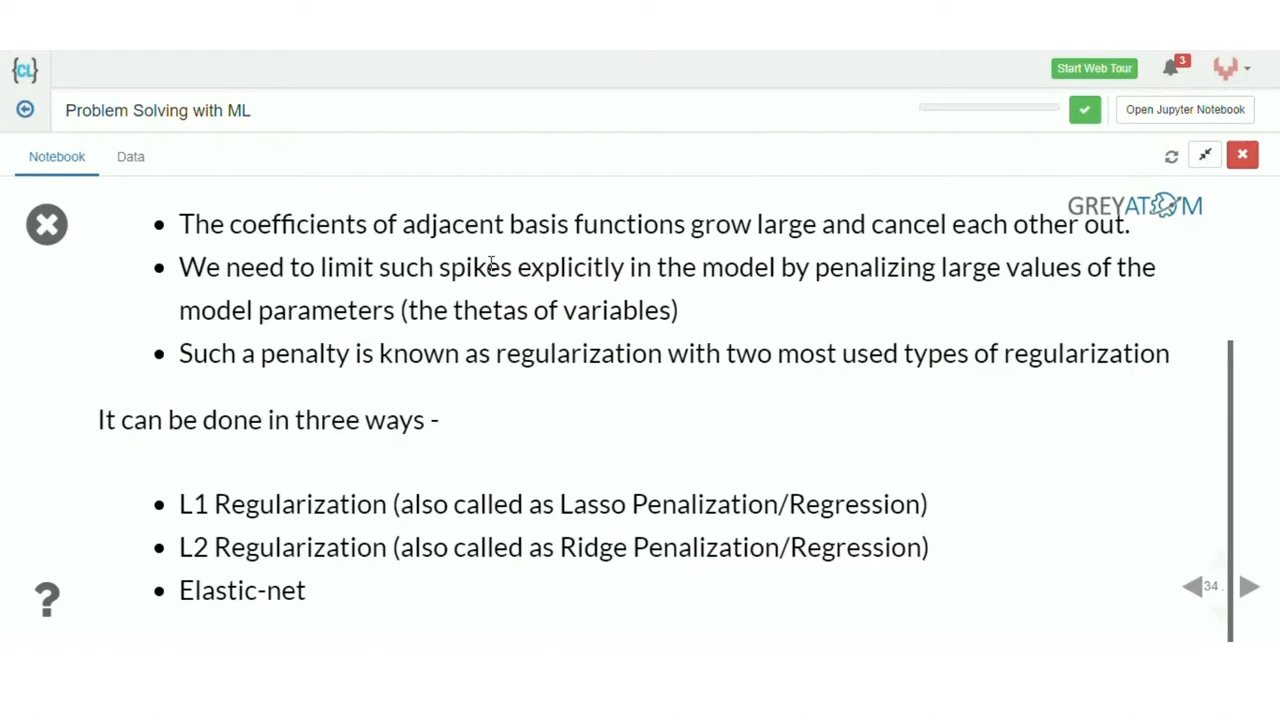 {CL}
Start Web Tour
3
Problem Solving with ML
Open Jupyter Notebook
Notebook
Data
GREYATOM
• The coefficients of adjacent basis functions grow large and cancel each other out.
• We need to limit such spikes explicitly in the model by penalizing large values of the
model parameters (the thetas of variables)
• Such a penalty is known as regularization with two most used types of regularization
It can be done in three ways -
• L1 Regularization (also called as Lasso Penalization/Regression)
• L2 Regularization (also called as Ridge Penalization/Regression)
• Elastic-net
?
34 .